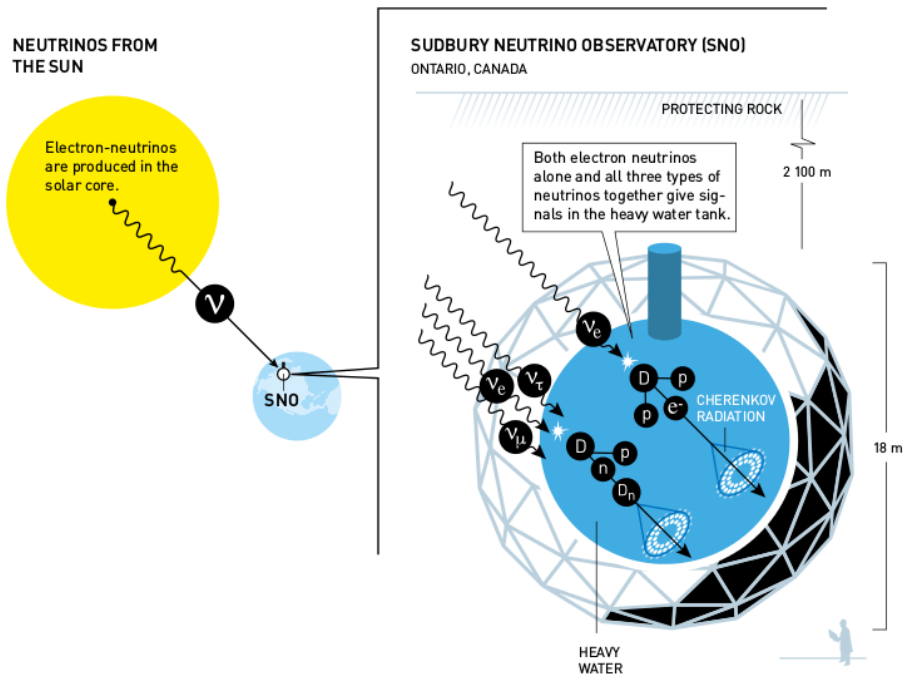 NEUTRINOS FROM
THE SUN
Electron-neutrinos
are produced in the
solar core.
ν
SNO
SUDBURY NEUTRINO OBSERVATORY (SNO)
ONTARIO, CANADA
PROTECTING ROCK
2 100 m
Both electron neutrinos
alone and all three types of
neutrinos together give sig-
nals in the heavy water tank.
νe
νe
ντ
νμ
D
p
p
e-
CHERENKOV
RADIATION
D
p
n
Dn
18 m
HEAVY
WATER